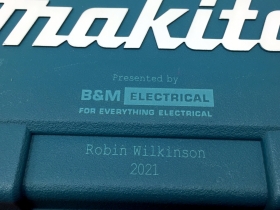 makita
Presented by
B&M ELECTRICAL
FOR EVERYTHING ELECTRICAL
Robin Wilkinson
2021